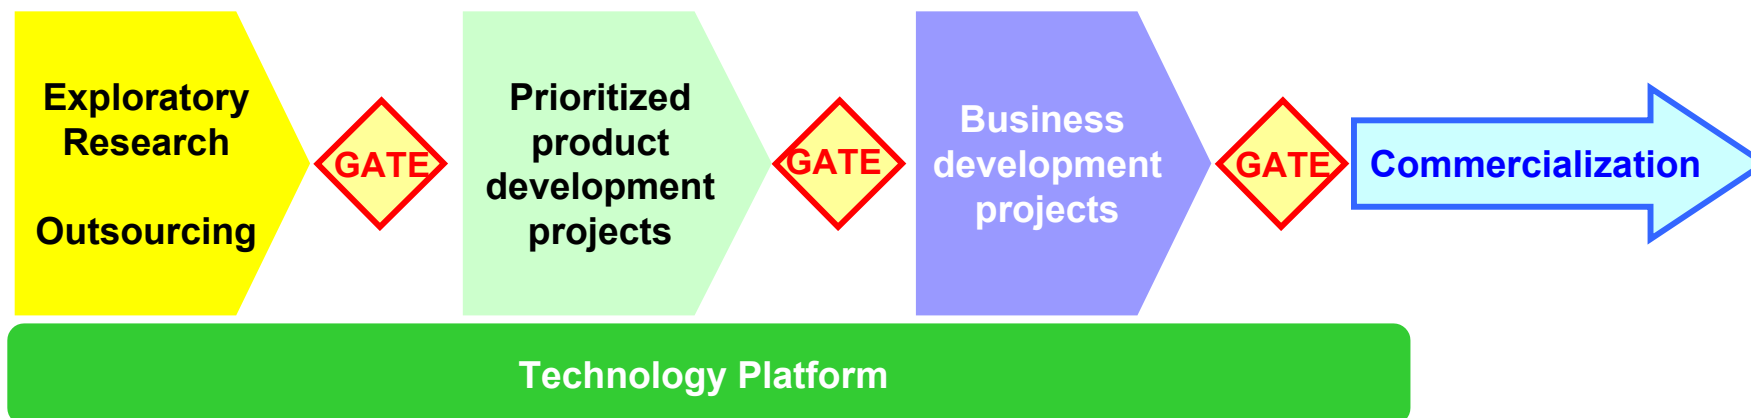 Exploratory
Research
Outsourcing
GATE
Prioritized
product
development
projects
GATE
Business
development
projects
GATE
Commercialization
Technology Platform